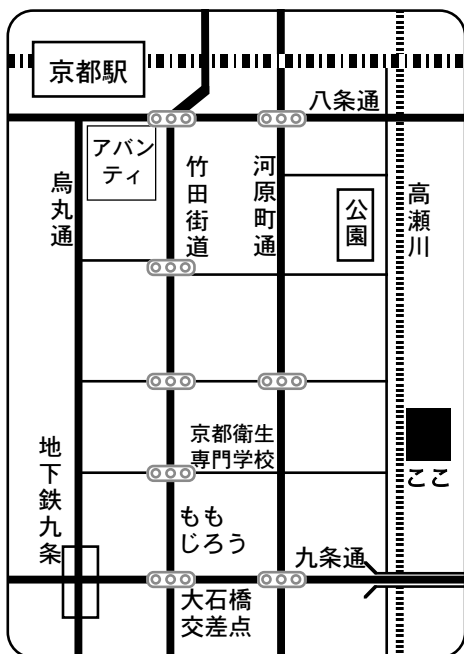 京都駅
八条通
アバン
ティ
烏丸通
竹田街道
河原町通
公園
高瀬川
京都衛生
専門学校
ここ
地下鉄九条
もも
じろう
九条通
大石橋
交差点